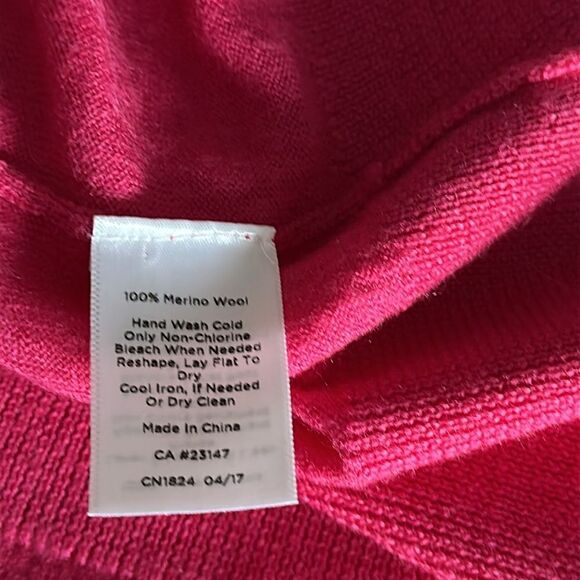 100% Merino Wool
Hand Wash Cold
Only Non-Chlorine
Bleach When Needed
Reshape, Lay Flat To
Dry
Cool Iron, If Needed
Or Dry Clean
Made In China
CA #23147
CN1824 04/17